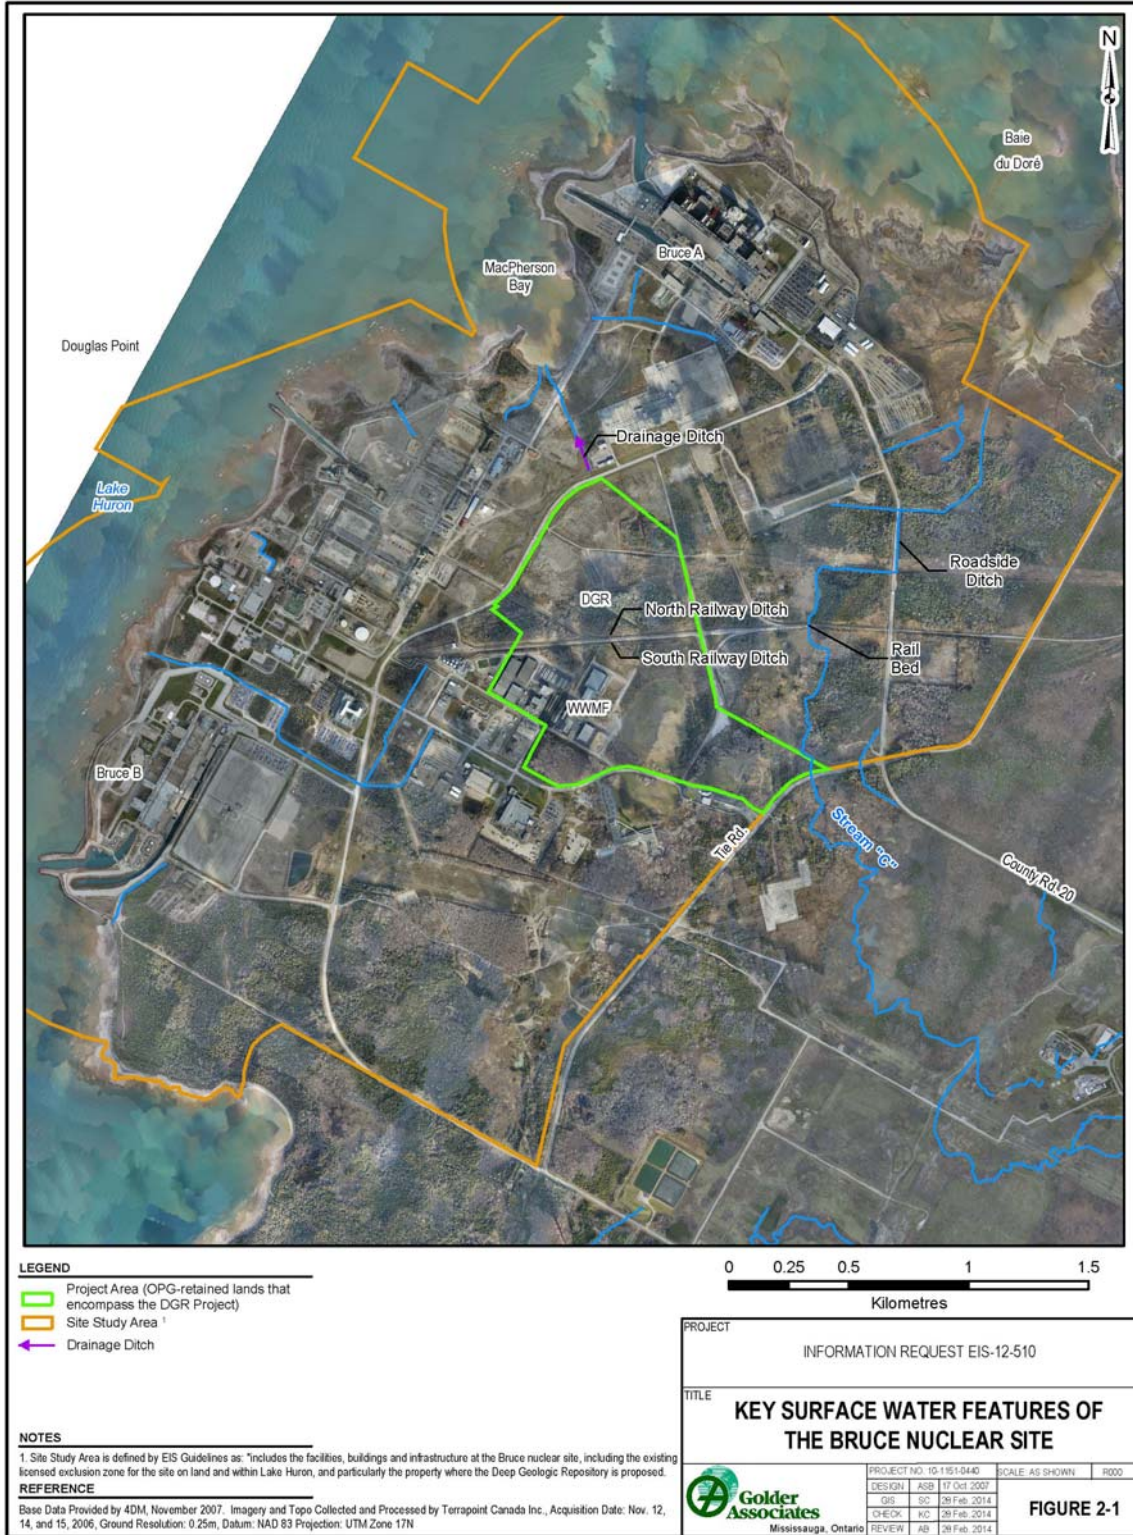 N
Baie
du Doré
Bruce A
MacPherson
Bay
Douglas Point
Drainage Ditch
Lake
Huron
Roadside
Ditch
DGR
North Railway Ditch
South Railway Ditch
Rail
Bed
WWMF
Bruce B
Stream "C"
Tie Rd.
County Rd. 20
LEGEND
Project Area (OPG-retained lands that
encompass the DGR Project)
Site Study Area 1
Drainage Ditch
0 0.25 0.5 1 1.5
Kilometres
PROJECT
INFORMATION REQUEST EIS-12-510
TITLE
KEY SURFACE WATER FEATURES OF
THE BRUCE NUCLEAR SITE
NOTES
1. Site Study Area is defined by EIS Guidelines as: "includes the facilities, buildings and infrastructure at the Bruce nuclear site, including the existing
licensed exclusion zone for the site on land and within Lake Huron, and particularly the property where the Deep Geologic Repository is proposed.
REFERENCE
Base Data Provided by 4DM, November 2007. Imagery and Topo Collected and Processed by Terrapoint Canada Inc., Acquisition Date: Nov. 12,
14, and 15, 2006, Ground Resolution: 0.25m, Datum: NAD 83 Projection: UTM Zone 17N
Golder
Associates
Mississauga, Ontario
PROJECT NO. 10-1151-0440 SCALE: AS SHOWN R000
DESIGN ASB 17 Oct. 2007
GIS SC 28 Feb. 2014
CHECK KC 28 Feb. 2014
REVIEW AB 28 Feb. 2014
FIGURE 2-1